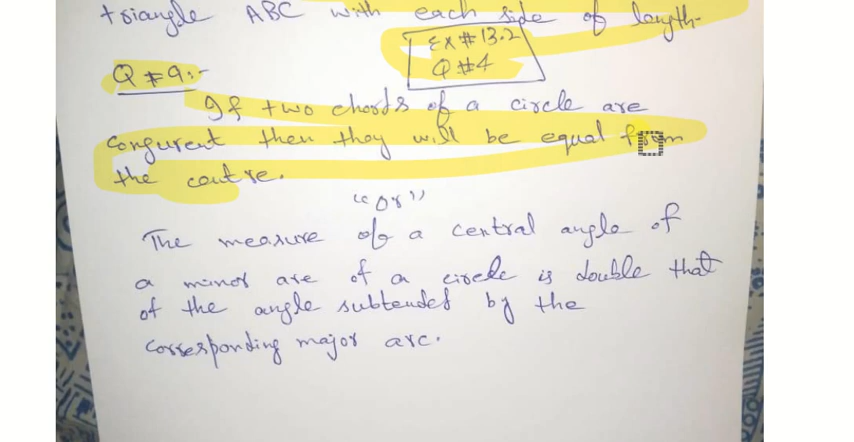 triangle ABC with each side of length-
Ex # 13.2
Q # 4
Q # 9:-
If two chords of a circle are
congurent then they will be equal from
the centre.
"or"
The measure of a central angle of
a minor are of a circle is double that
of the angle subtended by the
corresponding major arc.